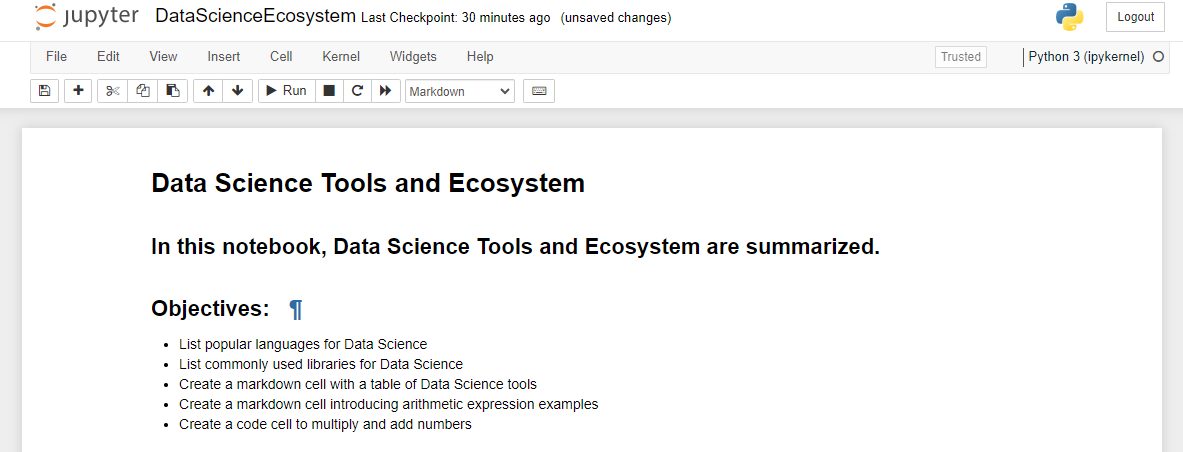 jupyter DataScienceEcosystem Last Checkpoint: 30 minutes ago (unsaved changes) Logout
File Edit View Insert Cell Kernel Widgets Help Trusted Python 3 (ipykernel)
Run Markdown
Data Science Tools and Ecosystem
In this notebook, Data Science Tools and Ecosystem are summarized.
Objectives: ¶
• List popular languages for Data Science
• List commonly used libraries for Data Science
• Create a markdown cell with a table of Data Science tools
• Create a markdown cell introducing arithmetic expression examples
• Create a code cell to multiply and add numbers